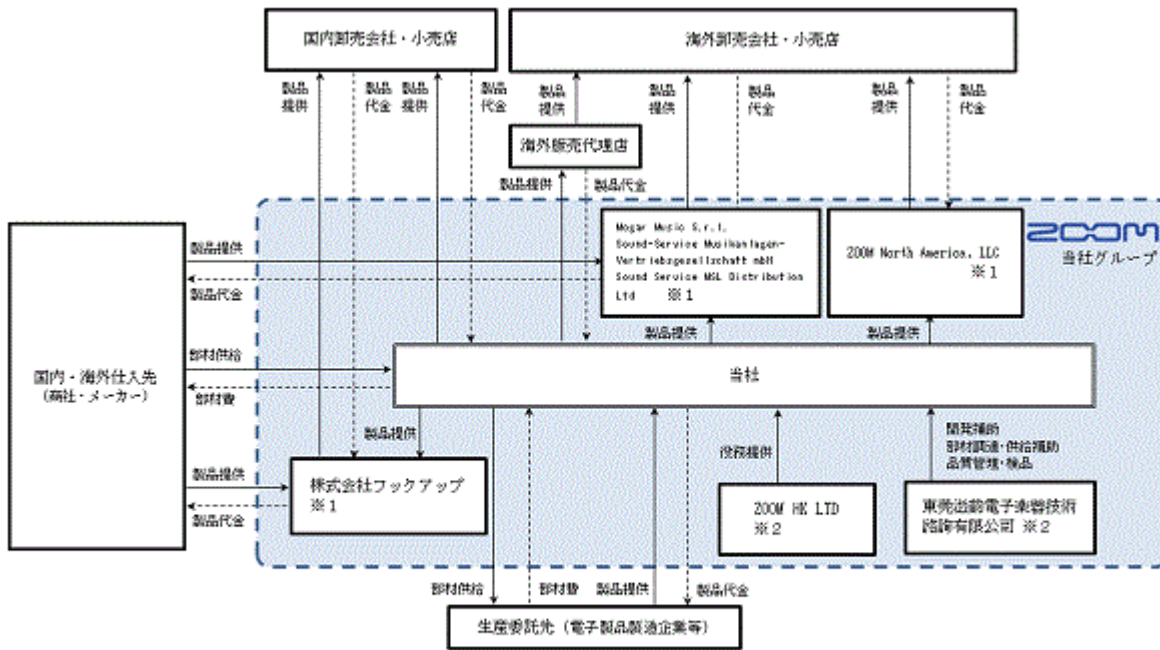 国内卸売会社・小売店
海外卸売会社・小売店
製品
提供
製品
代金
製品
提供
製品
代金
製品
提供
製品
提供
製品
代金
製品
提供
製品
代金
海外販売代理店
製品提供
製品代金
ZOOM
当社グループ
Mogar Music S.r.l.
Sound-Service Musikanlagen-
Vertriebsgesellschaft mbH
Sound Service MSL Distribution
Ltd ※1
ZOOM North America, LLC
※1
製品提供
製品代金
製品提供
製品提供
国内・海外仕入先
(商社・メーカー)
部材供給
部材費
当社
製品提供
役務提供
開発補助
部材調達・供給補助
品質管理・検品
製品提供
製品代金
株式会社フックアップ
※1
ZOOM HK LTD
※2
東莞滋韵電子楽器技術
諮詢有限公司 ※2
部材供給
部材費
製品提供
製品代金
生産委託先（電子製品製造企業等）